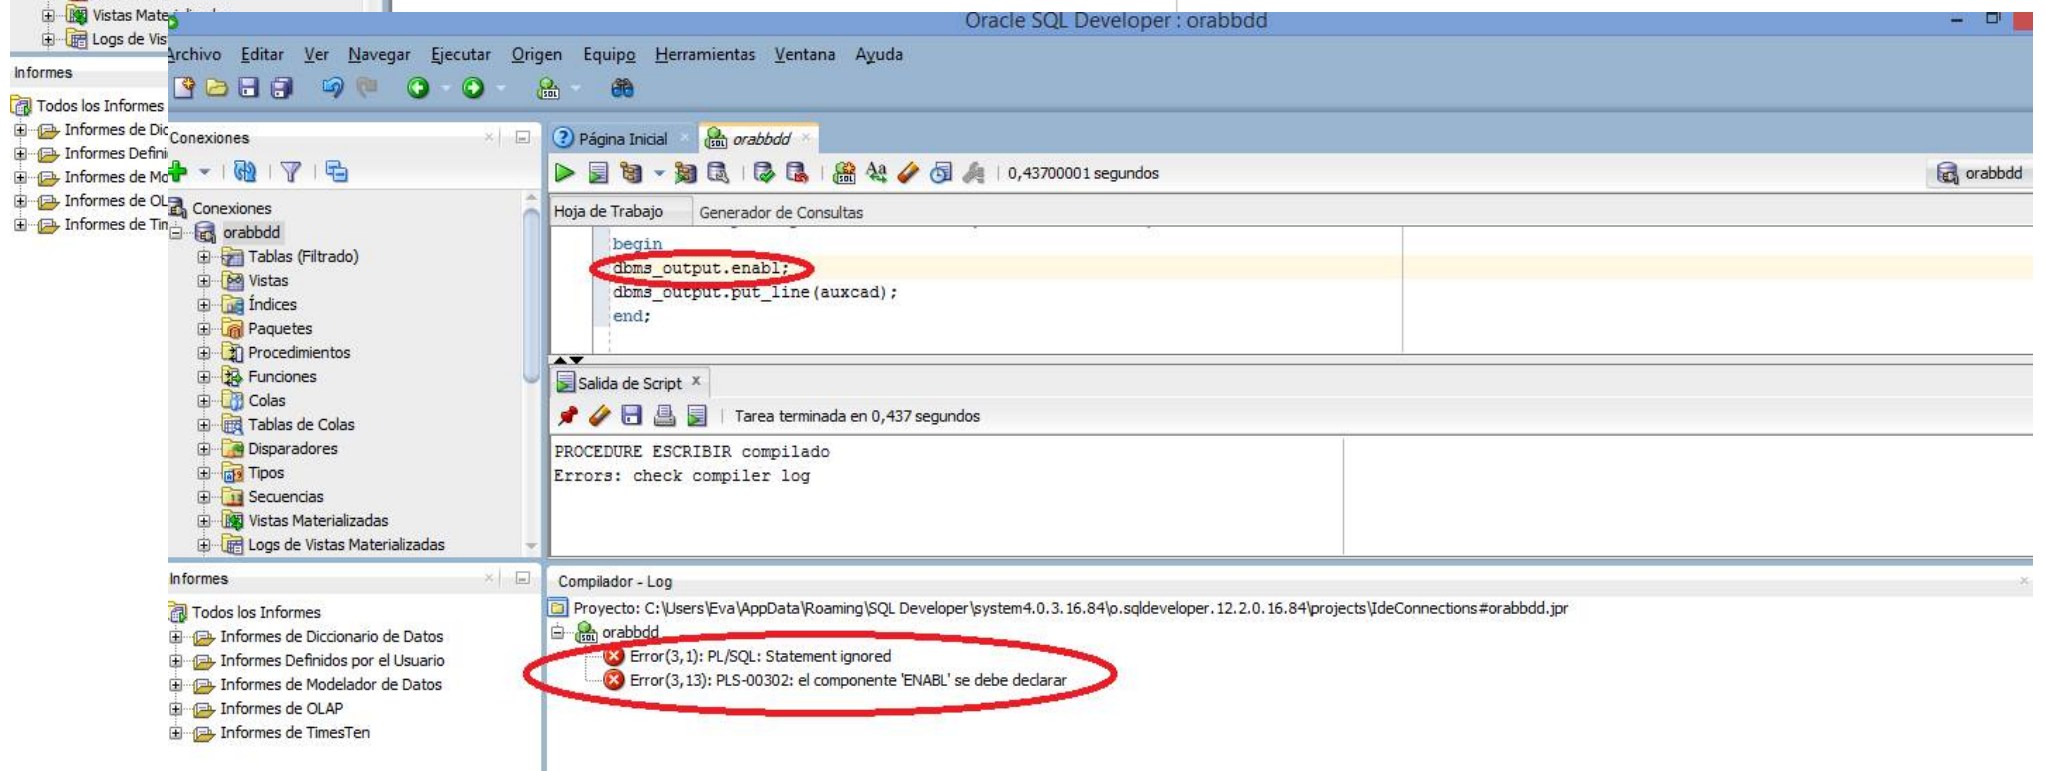 Vistas Mate
Logs de Vis
Informes
Todos los Informes
Informes de Dic
Informes Defini
Informes de Mo
Informes de OL
Informes de Tim
Oracle SQL Developer : orabbdd
Archivo Editar Ver Navegar Ejecutar Origen Equipo Herramientas Ventana Ayuda
Conexiones
Conexiones
orabbdd
Tablas (Filtrado)
Vistas
Índices
Paquetes
Procedimientos
Funciones
Colas
Tablas de Colas
Disparadores
Tipos
Secuencias
Vistas Materializadas
Logs de Vistas Materializadas
Informes
Todos los Informes
Informes de Diccionario de Datos
Informes Definidos por el Usuario
Informes de Modelador de Datos
Informes de OLAP
Informes de TimesTen
Página Inicial orabbdd
0,43700001 segundos orabbdd
Hoja de Trabajo Generador de Consultas
begin
dbms_output.enabl;
dbms_output.put_line(auxcad);
end;
Salida de Script
Tarea terminada en 0,437 segundos
PROCEDURE ESCRIBIR compilado
Errors: check compiler log
Compilador - Log
Proyecto: C:\Users\Eva\AppData\Roaming\SQL Developer\system4.0.3.16.84\o.sqldeveloper.12.2.0.16.84\projects\IdeConnections#orabbdd.jpr
orabbdd
Error(3,1): PL/SQL: Statement ignored
Error(3,13): PLS-00302: el componente 'ENABL' se debe declarar